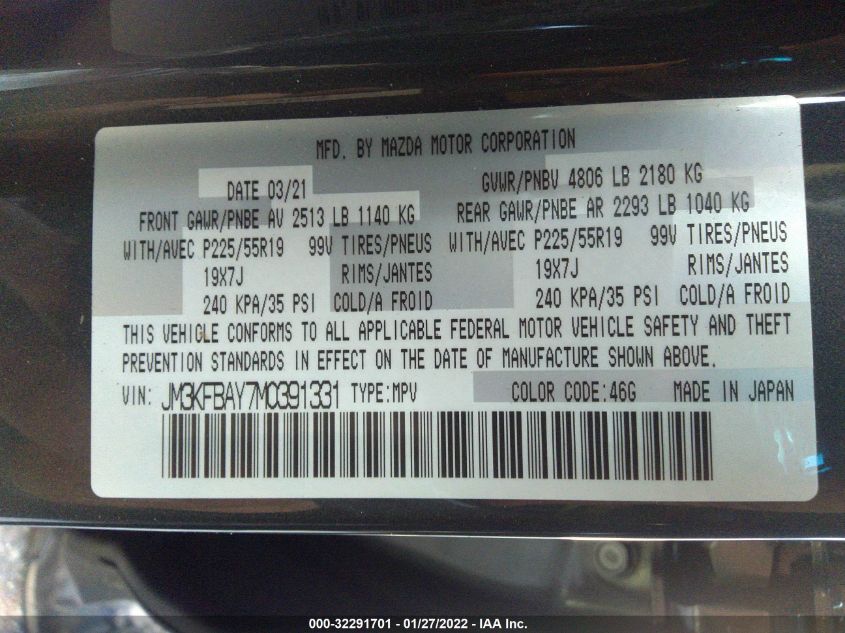 MFD. BY MAZDA MOTOR CORPORATION
DATE 03/21 GVWR/PNBV 4806 LB 2180 KG
FRONT GAWR/PNBE AV 2513 LB 1140 KG REAR GAWR/PNBE AR 2293 LB 1040 KG
WITH/AVEC P225/55R19 99V TIRES/PNEUS WITH/AVEC P225/55R19 99V TIRES/PNEUS
19X7J RIMS/JANTES 19X7J RIMS/JANTES
240 KPA/35 PSI COLD/A FROID 240 KPA/35 PSI COLD/A FROID
THIS VEHICLE CONFORMS TO ALL APPLICABLE FEDERAL MOTOR VEHICLE SAFETY AND THEFT
PREVENTION STANDARDS IN EFFECT ON THE DATE OF MANUFACTURE SHOWN ABOVE.
VIN: JM3KFBAY7M0391331 TYPE:MPV COLOR CODE:46G MADE IN JAPAN
000-32291701 - 01/27/2022 - IAA Inc.